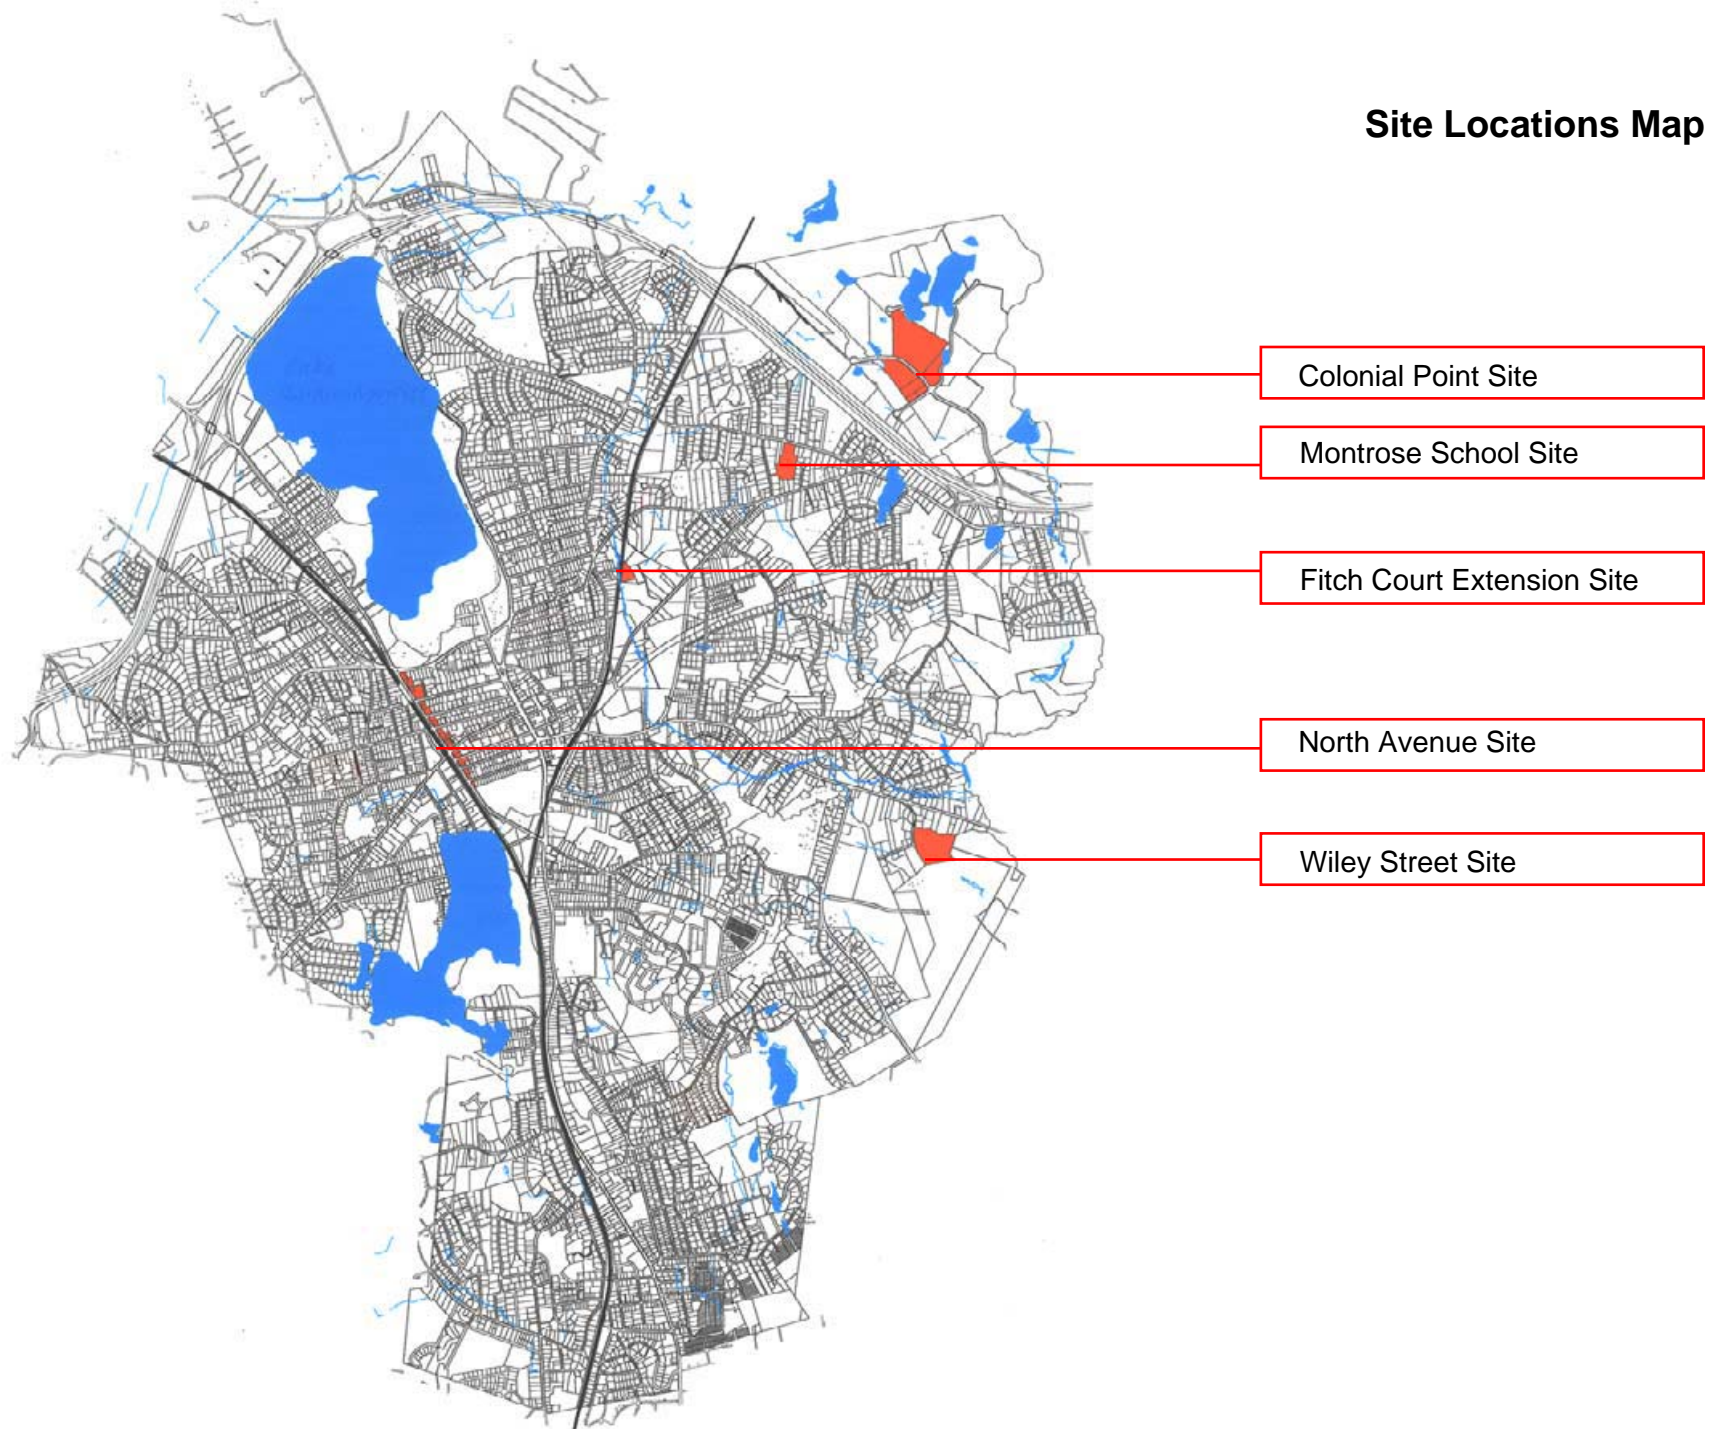 Site Locations Map
Colonial Point Site
Montrose School Site
Fitch Court Extension Site
North Avenue Site
Wiley Street Site